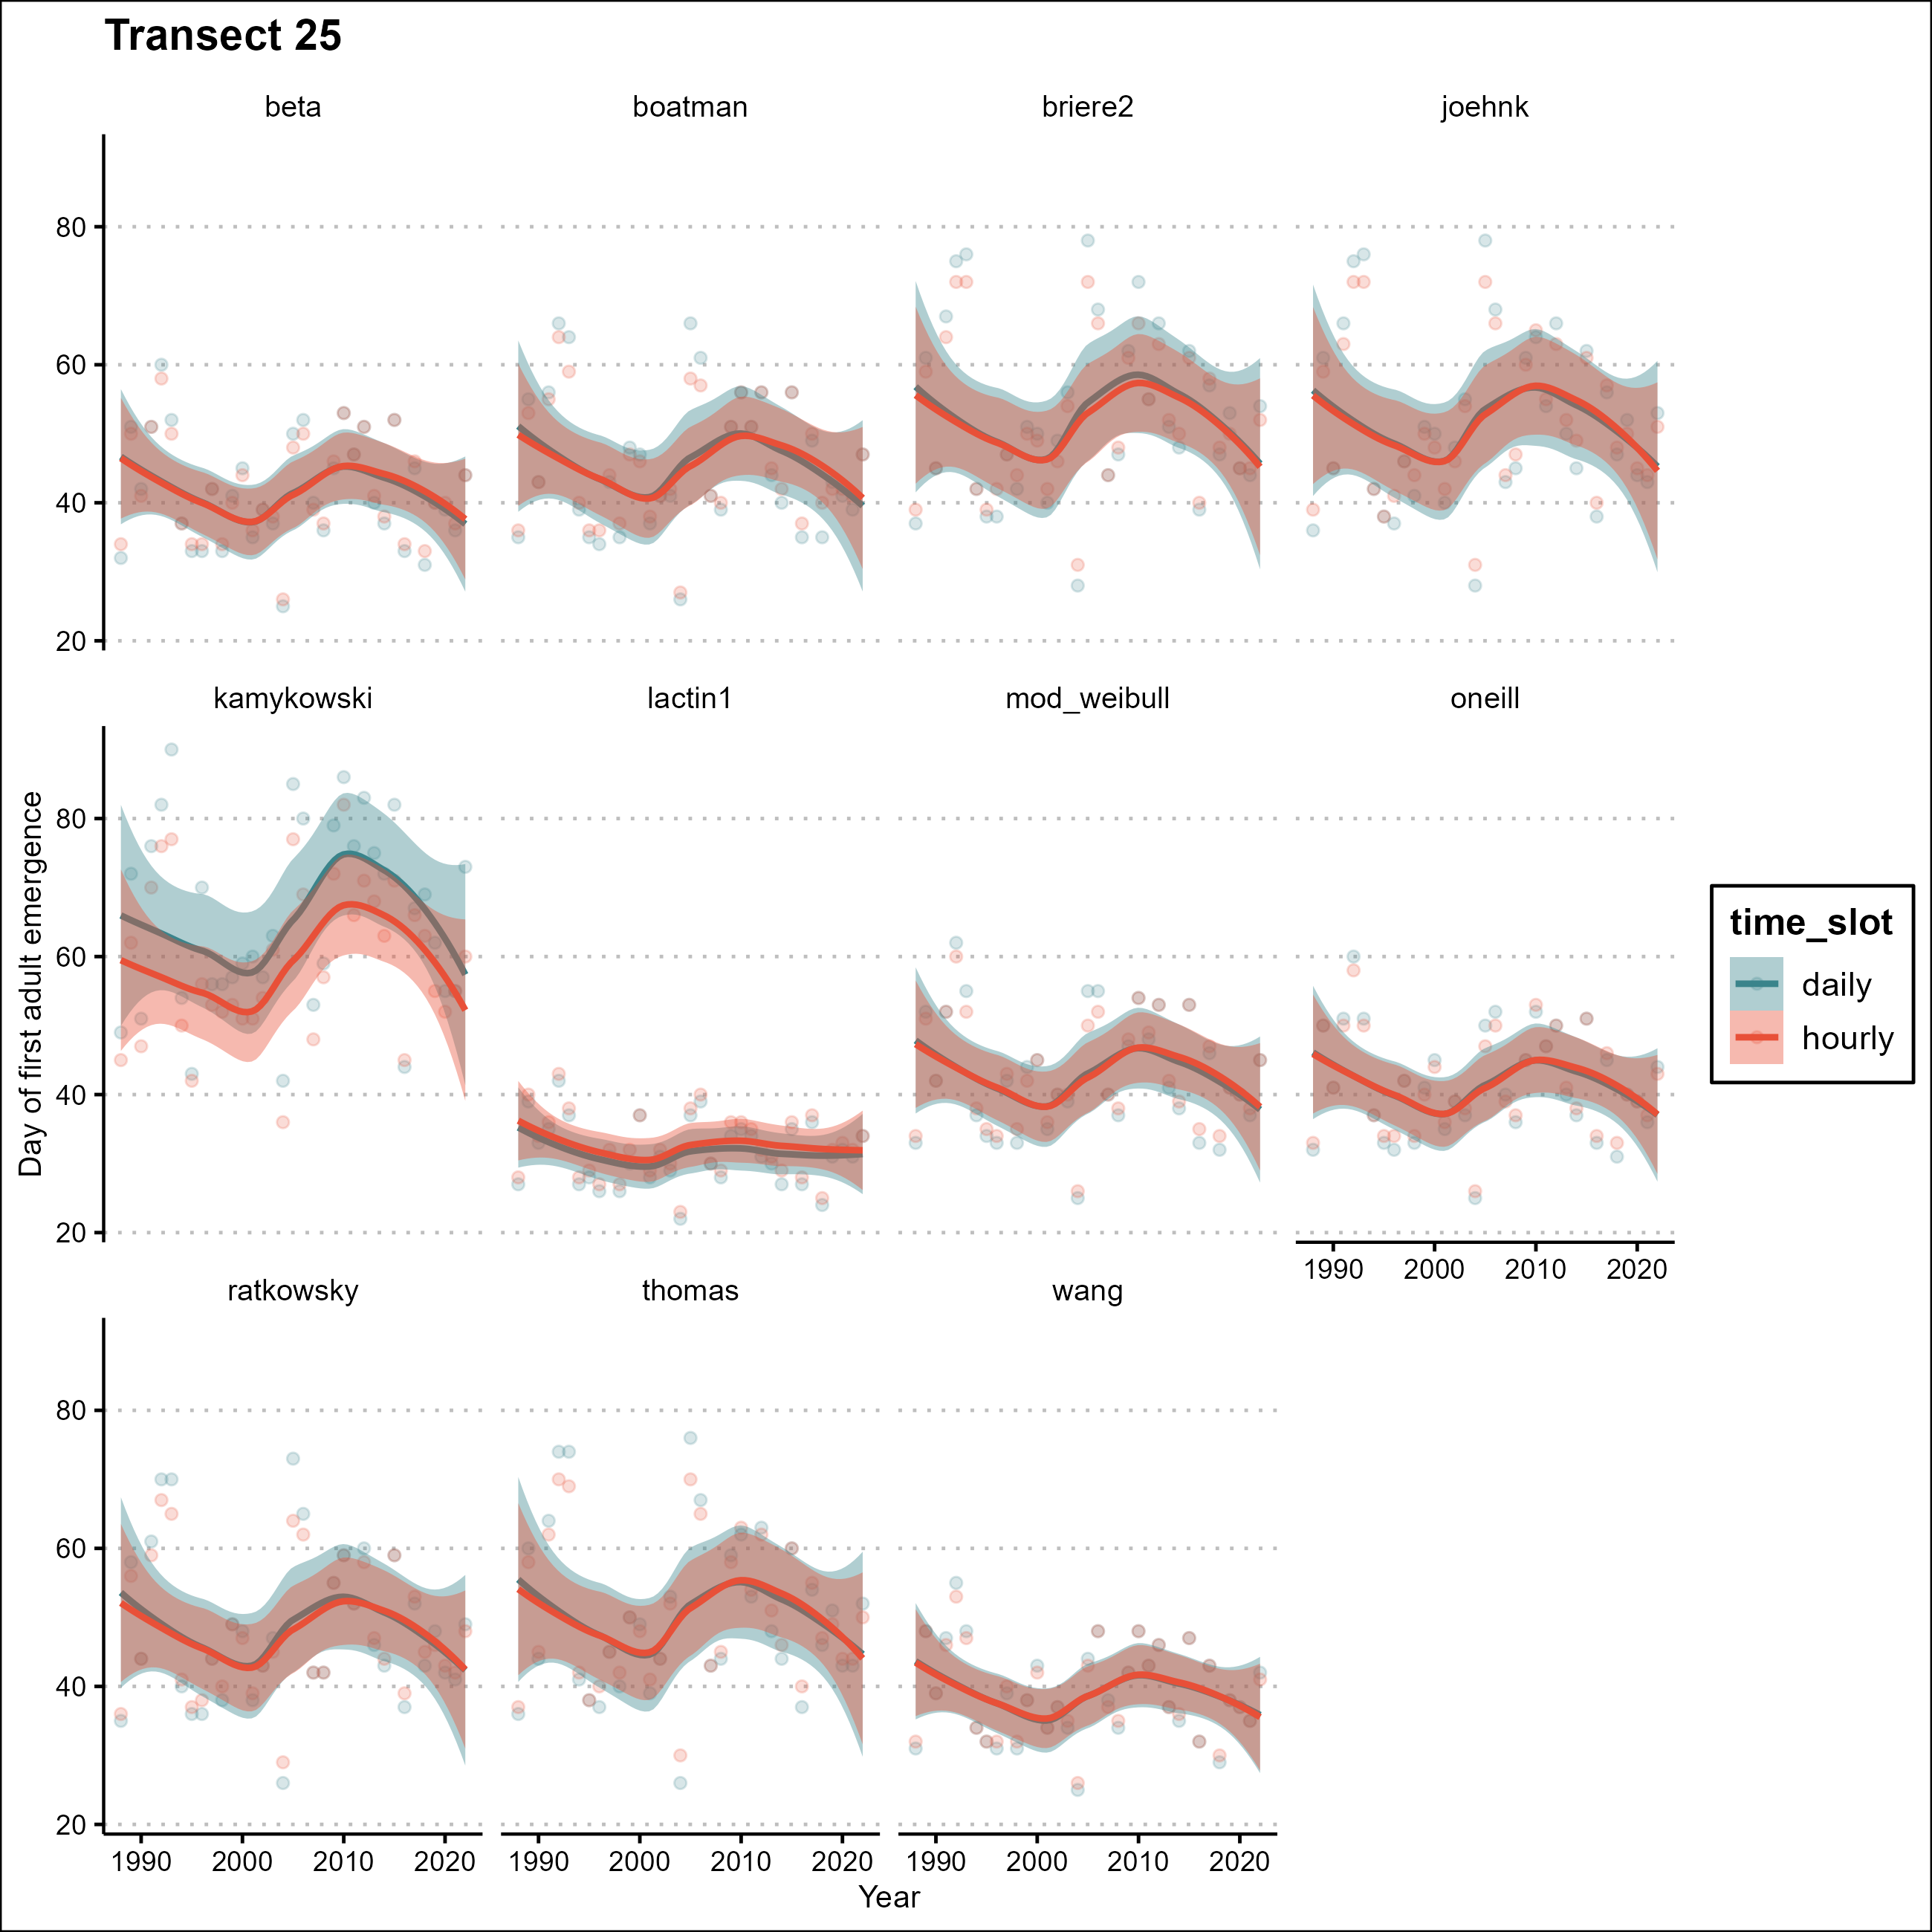 Transect 25
beta boatman briere2 joehnk
80
60
40
20
kamykowski lactin1 mod_weibull oneill
80
60
40
20
1990 2000 2010 2020
ratkowsky thomas wang
80
60
40
20
1990 2000 2010 2020 1990 2000 2010 2020 1990 2000 2010 2020
Year
Day of first adult emergence
time_slot
daily
hourly